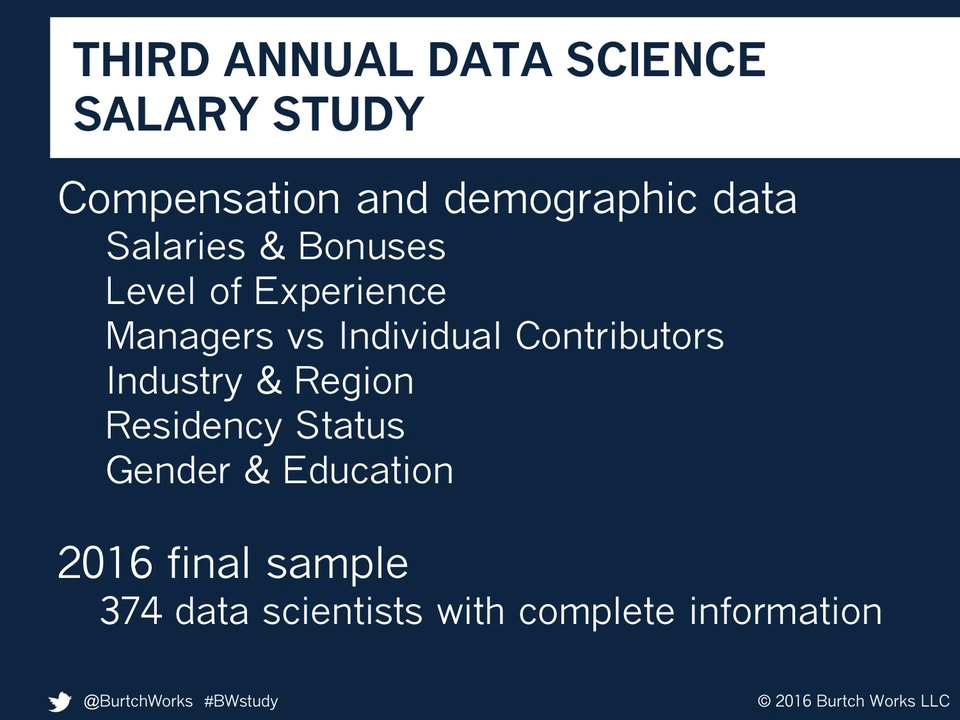 THIRD ANNUAL DATA SCIENCE
SALARY STUDY
Compensation and demographic data
Salaries & Bonuses
Level of Experience
Managers vs Individual Contributors
Industry & Region
Residency Status
Gender & Education
2016 final sample
374 data scientists with complete information
@BurtchWorks #BWstudy
© 2016 Burtch Works LLC